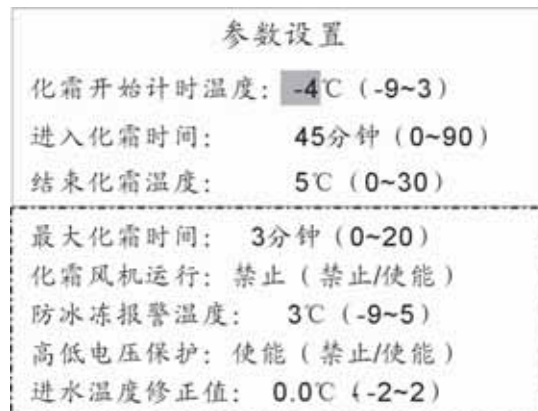 参数设置
化霜开始计时温度： -4℃（-9~3）
进入化霜时间： 45分钟（0~90）
结束化霜温度： 5℃（0~30）
最大化霜时间： 3分钟（0~20）
化霜风机运行：禁止（禁止/使能）
防冰冻报警温度： 3℃（-9~5）
高低电压保护：使能（禁止/使能）
进水温度修正值： 0.0℃（-2~2）